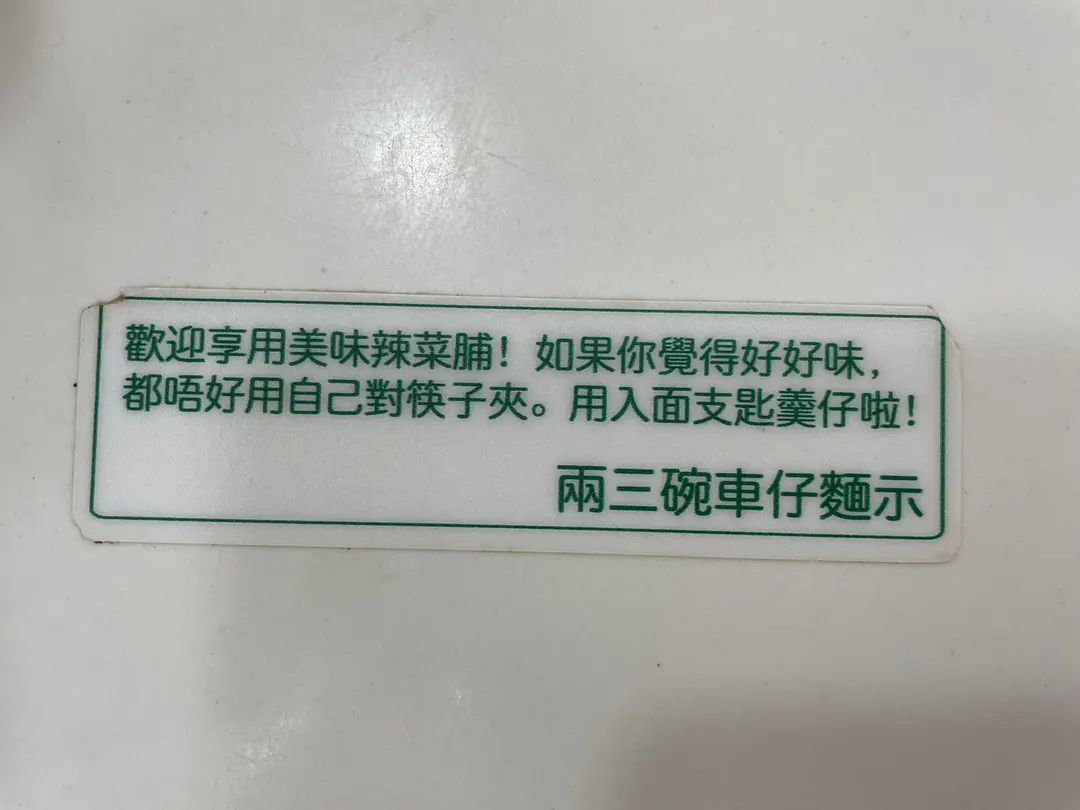 歡迎享用美味辣菜脯！如果你覺得好好味，
都唔好用自己對筷子夾。用入面支匙羹仔啦！
兩三碗車仔麵示